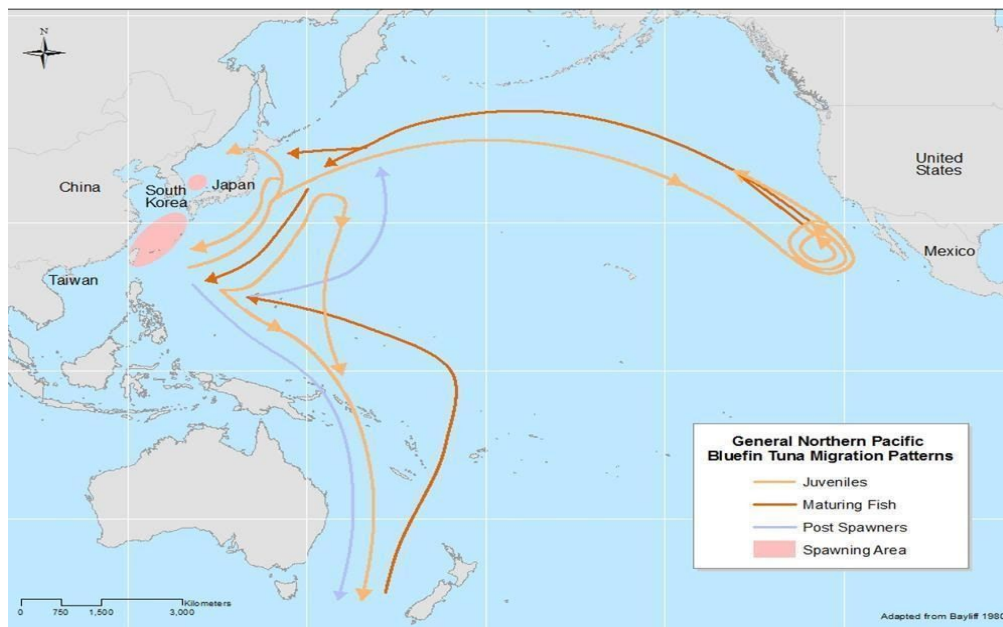 N
China
South
Korea
Japan
Taiwan
United
States
Mexico
General Northern Pacific
Bluefin Tuna Migration Patterns
Juveniles
Maturing Fish
Post Spawners
Spawning Area
Kilometers
0 750 1,500 3,000
Adapted from Bayliff 1980